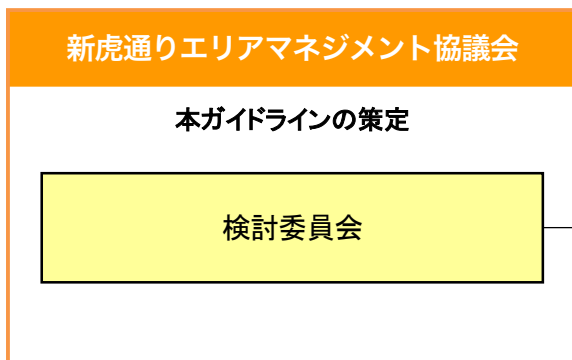 新虎通りエリアマネジメント協議会
本ガイドラインの策定
検討委員会